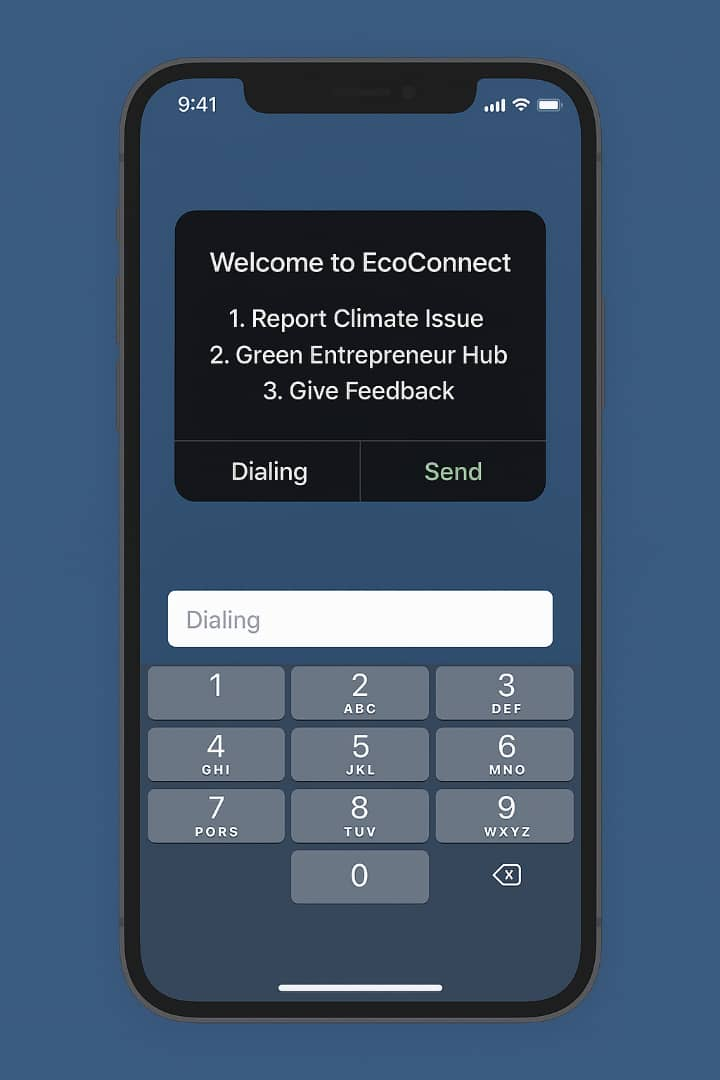 9:41
Welcome to EcoConnect
1. Report Climate Issue
2. Green Entrepreneur Hub
3. Give Feedback
Dialing Send
Dialing
1 2 3
ABC DEF
4 5 6
GHI JKL MNO
7 8 9
PORS TUV WXYZ
0 x